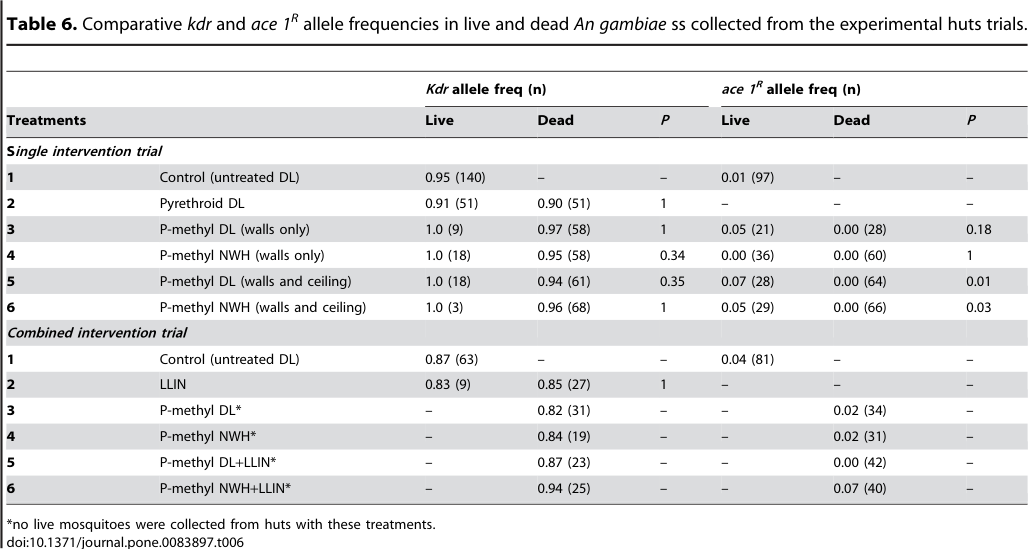 Table 6. Comparative kdr and ace 1R allele frequencies in live and dead An gambiae ss collected from the experimental huts trials.
Kdr allele freq (n) ace 1R allele freq (n)
Treatments Live Dead P Live Dead P
Single intervention trial
1 Control (untreated DL) 0.95 (140) – – 0.01 (97) – –
2 Pyrethroid DL 0.91 (51) 0.90 (51) 1 – – –
3 P-methyl DL (walls only) 1.0 (9) 0.97 (58) 1 0.05 (21) 0.00 (28) 0.18
4 P-methyl NWH (walls only) 1.0 (18) 0.95 (58) 0.34 0.00 (36) 0.00 (60) 1
5 P-methyl DL (walls and ceiling) 1.0 (18) 0.94 (61) 0.35 0.07 (28) 0.00 (64) 0.01
6 P-methyl NWH (walls and ceiling) 1.0 (3) 0.96 (68) 1 0.05 (29) 0.00 (66) 0.03
Combined intervention trial
1 Control (untreated DL) 0.87 (63) – – 0.04 (81) – –
2 LLIN 0.83 (9) 0.85 (27) 1 – – –
3 P-methyl DL* – 0.82 (31) – – 0.02 (34) –
4 P-methyl NWH* – 0.84 (19) – – 0.02 (31) –
5 P-methyl DL+LLIN* – 0.87 (23) – – 0.00 (42) –
6 P-methyl NWH+LLIN* – 0.94 (25) – – 0.07 (40) –
*no live mosquitoes were collected from huts with these treatments.
doi:10.1371/journal.pone.0083897.t006